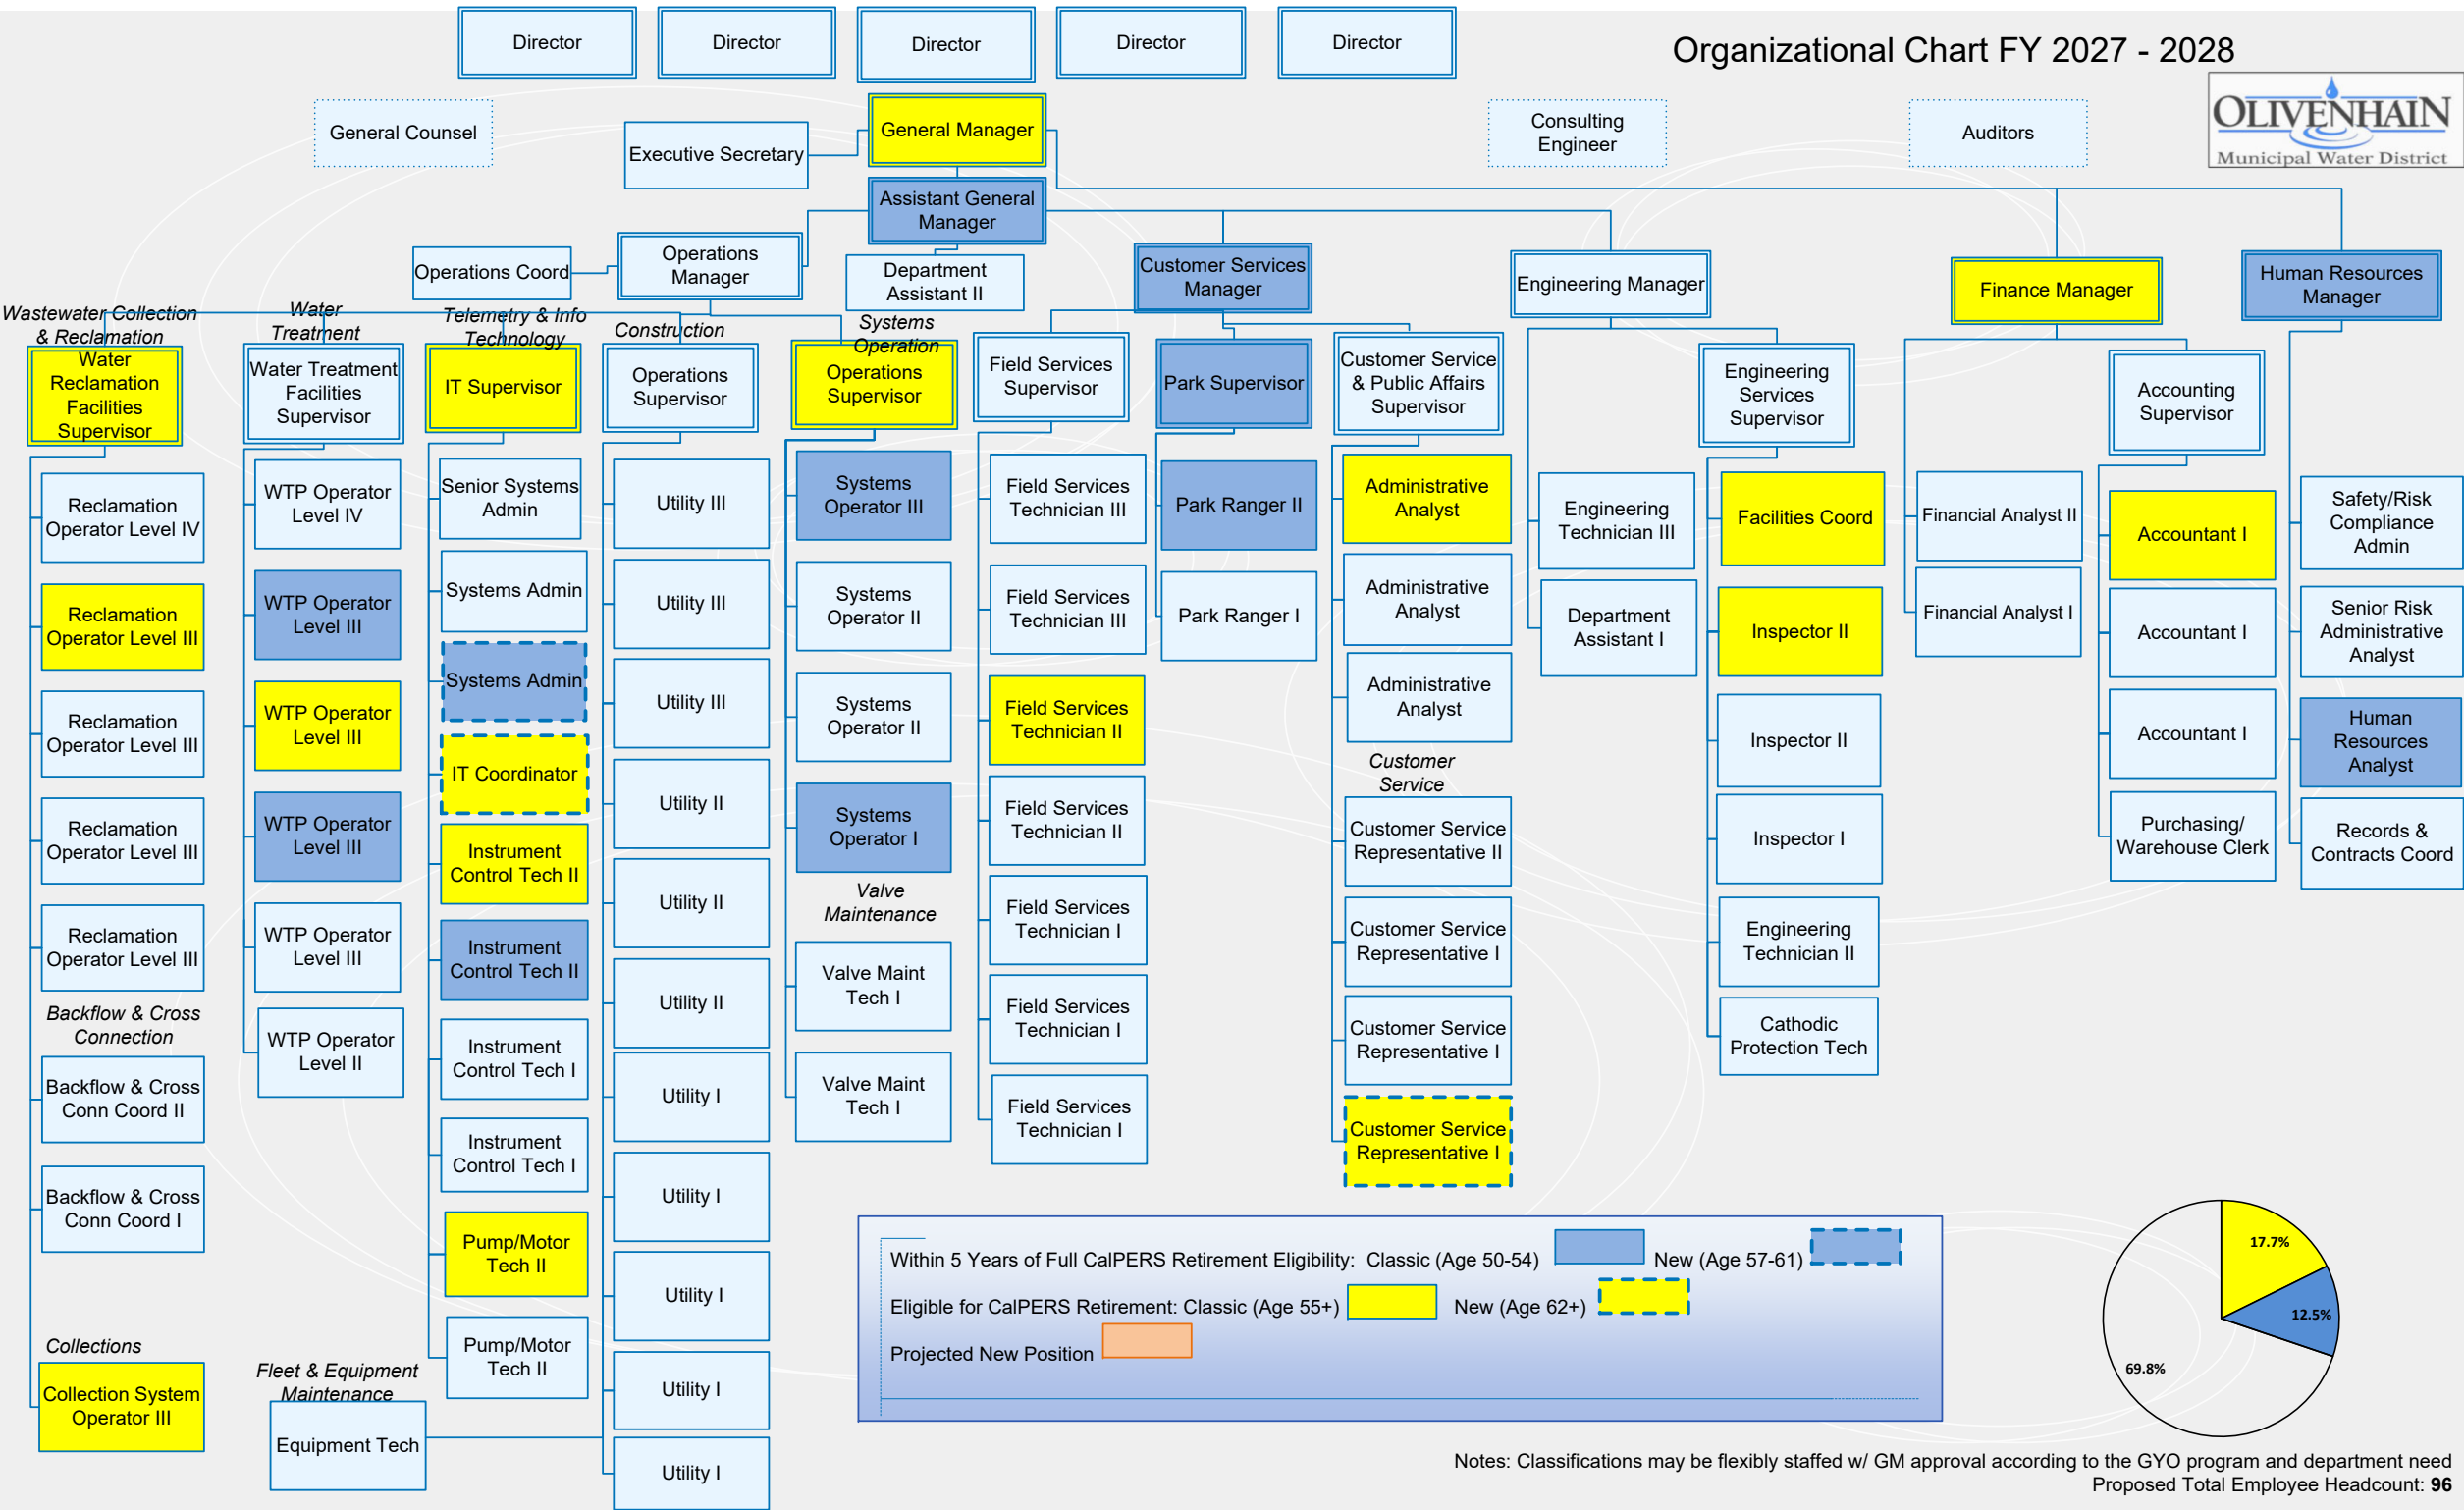 Organizational Chart FY 2027 - 2028
OLIVENHAIN
Municipal Water District
Director
Director
Director
Director
Director
General Counsel
Executive Secretary
General Manager
Consulting
Engineer
Auditors
Assistant General
Manager
Operations Coord
Operations
Manager
Department
Assistant II
Customer Services
Manager
Engineering Manager
Finance Manager
Human Resources
Manager
Wastewater Collection
& Reclamation
Water
Reclamation
Facilities
Supervisor
Reclamation
Operator Level IV
Reclamation
Operator Level III
Reclamation
Operator Level III
Reclamation
Operator Level III
Reclamation
Operator Level III
Backflow & Cross
Connection
Backflow & Cross
Conn Coord II
Backflow & Cross
Conn Coord I
Collections
Collection System
Operator III
Water
Treatment
Water Treatment
Facilities
Supervisor
WTP Operator
Level IV
WTP Operator
Level III
WTP Operator
Level III
WTP Operator
Level III
WTP Operator
Level III
WTP Operator
Level II
Fleet & Equipment
Maintenance
Equipment Tech
Telemetry & Info
Technology
IT Supervisor
Senior Systems
Admin
Systems Admin
Systems Admin
IT Coordinator
Instrument
Control Tech II
Instrument
Control Tech II
Instrument
Control Tech I
Instrument
Control Tech I
Pump/Motor
Tech II
Pump/Motor
Tech II
Construction
Operations
Supervisor
Utility III
Utility III
Utility III
Utility II
Utility II
Utility II
Utility I
Utility I
Utility I
Utility I
Utility I
Systems
Operation
Operations
Supervisor
Systems
Operator III
Systems
Operator II
Systems
Operator II
Systems
Operator I
Valve
Maintenance
Valve Maint
Tech I
Valve Maint
Tech I
Field Services
Supervisor
Field Services
Technician III
Field Services
Technician III
Field Services
Technician II
Field Services
Technician II
Field Services
Technician I
Field Services
Technician I
Field Services
Technician I
Park Supervisor
Park Ranger II
Park Ranger I
Customer Service
& Public Affairs
Supervisor
Administrative
Analyst
Administrative
Analyst
Administrative
Analyst
Customer
Service
Customer Service
Representative II
Customer Service
Representative I
Customer Service
Representative I
Customer Service
Representative I
Engineering
Technician III
Department
Assistant I
Engineering
Services
Supervisor
Facilities Coord
Inspector II
Inspector II
Inspector I
Engineering
Technician II
Cathodic
Protection Tech
Financial Analyst II
Financial Analyst I
Accounting
Supervisor
Accountant I
Accountant I
Accountant I
Purchasing/
Warehouse Clerk
Safety/Risk
Compliance
Admin
Senior Risk
Administrative
Analyst
Human
Resources
Analyst
Records &
Contracts Coord
Within 5 Years of Full CalPERS Retirement Eligibility: Classic (Age 50-54) New (Age 57-61)
Eligible for CalPERS Retirement: Classic (Age 55+) New (Age 62+)
Projected New Position
17.7%
12.5%
69.8%
Notes: Classifications may be flexibly staffed w/ GM approval according to the GYO program and department need
Proposed Total Employee Headcount: 96